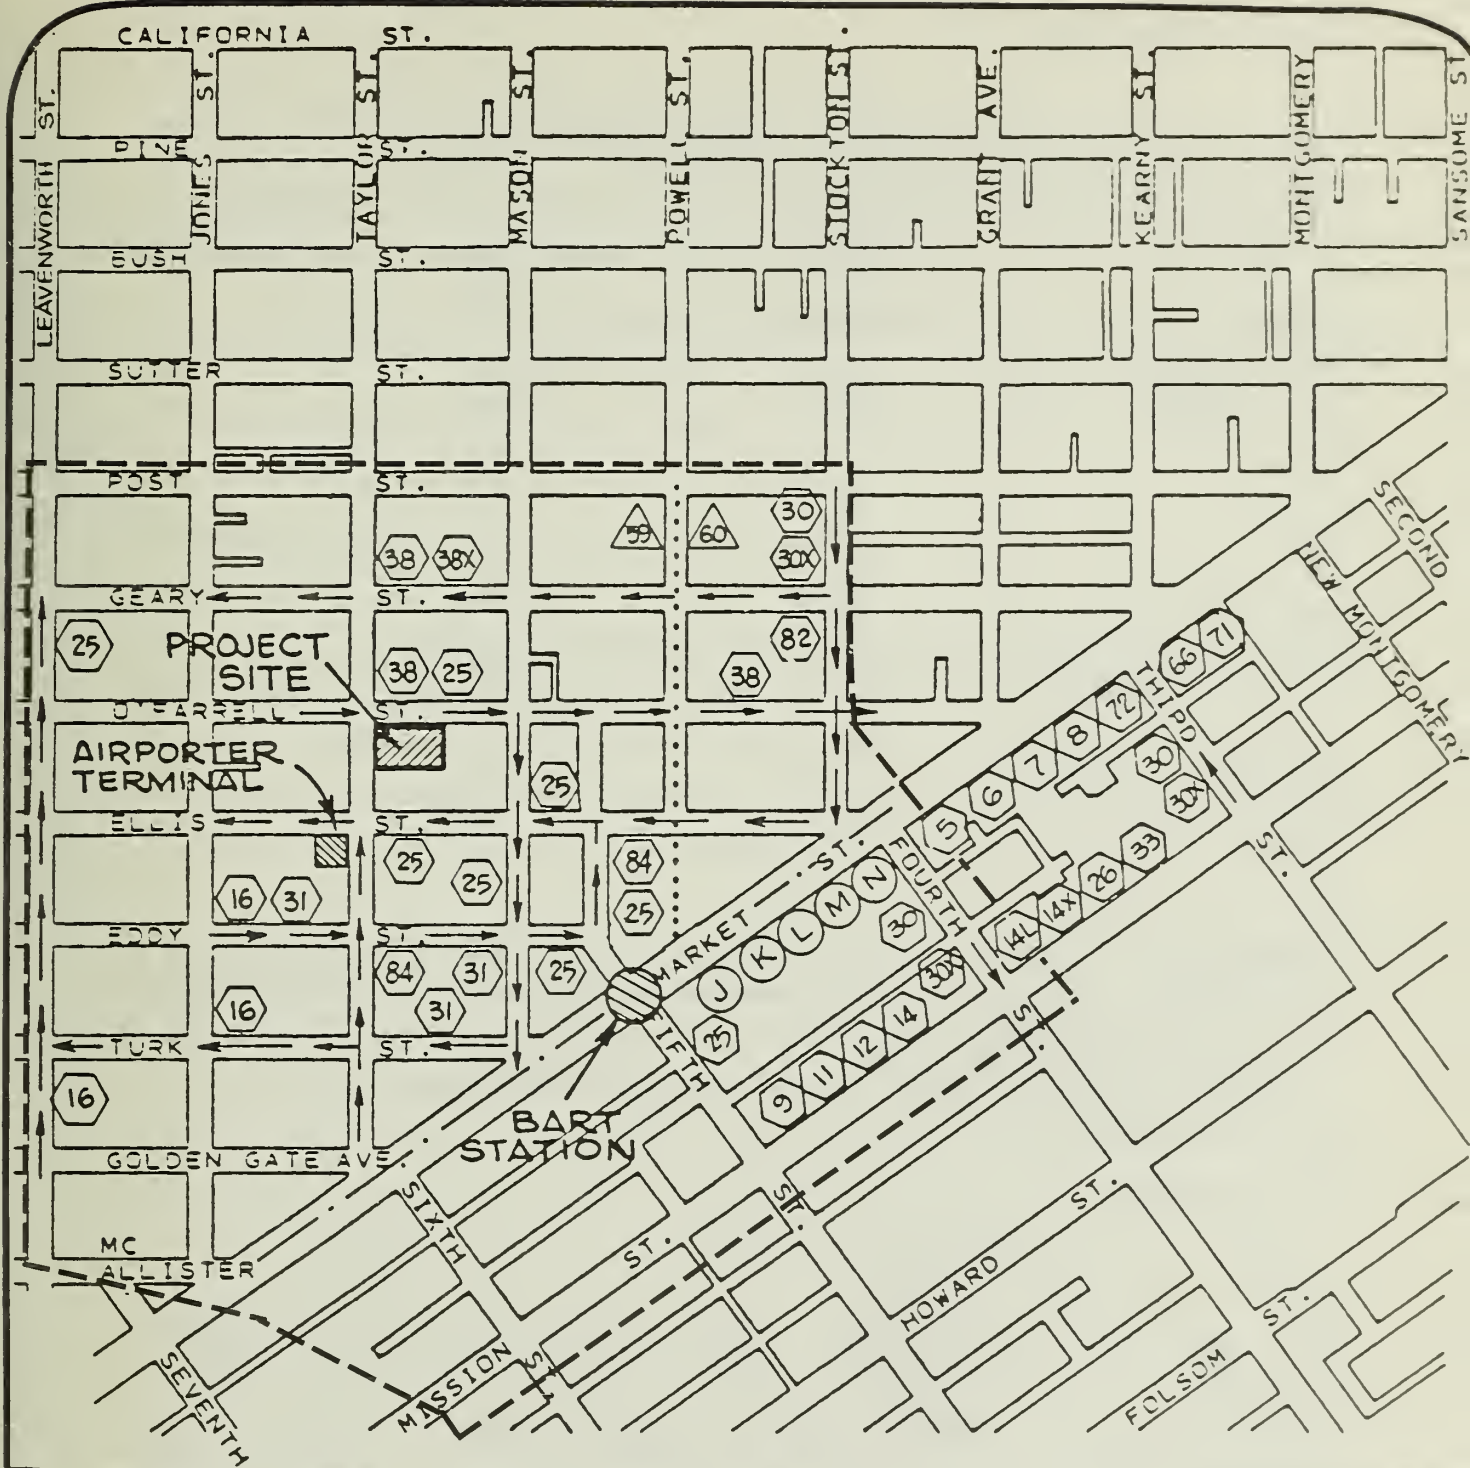 CALIFORNIA ST.
LEAVENWORTH ST.
JONES ST.
TAYLOR ST.
MASON ST.
POWELL ST.
STOCKTON ST.
GRANT AVE.
KEARNY ST.
MONTGOMERY
SANSOME ST
PINE ST.
BUSH ST.
SUTTER ST.
POST ST.
59
60
30
38
38X
30X
GEARY ST.
25
PROJECT
SITE
38
25
38
82
O'FARRELL ST.
AIRPORTER
TERMINAL
25
ELLIS ST.
16
31
25
25
84
25
EDDY ST.
16
84
31
31
25
TURK ST.
16
BART
STATION
GOLDEN GATE AVE.
MC
ALLISTER
MARKET ST.
J
K
L
M
N
30
30X
25
5
6
7
8
72
66
71
30
30X
9
11
12
14
14L
14X
26
33
SECOND
NEW MONTGOMERY
THIRD ST.
FOURTH ST.
FIFTH ST.
SIXTH ST.
SEVENTH
MISSION ST.
HOWARD ST.
FOLSOM ST.